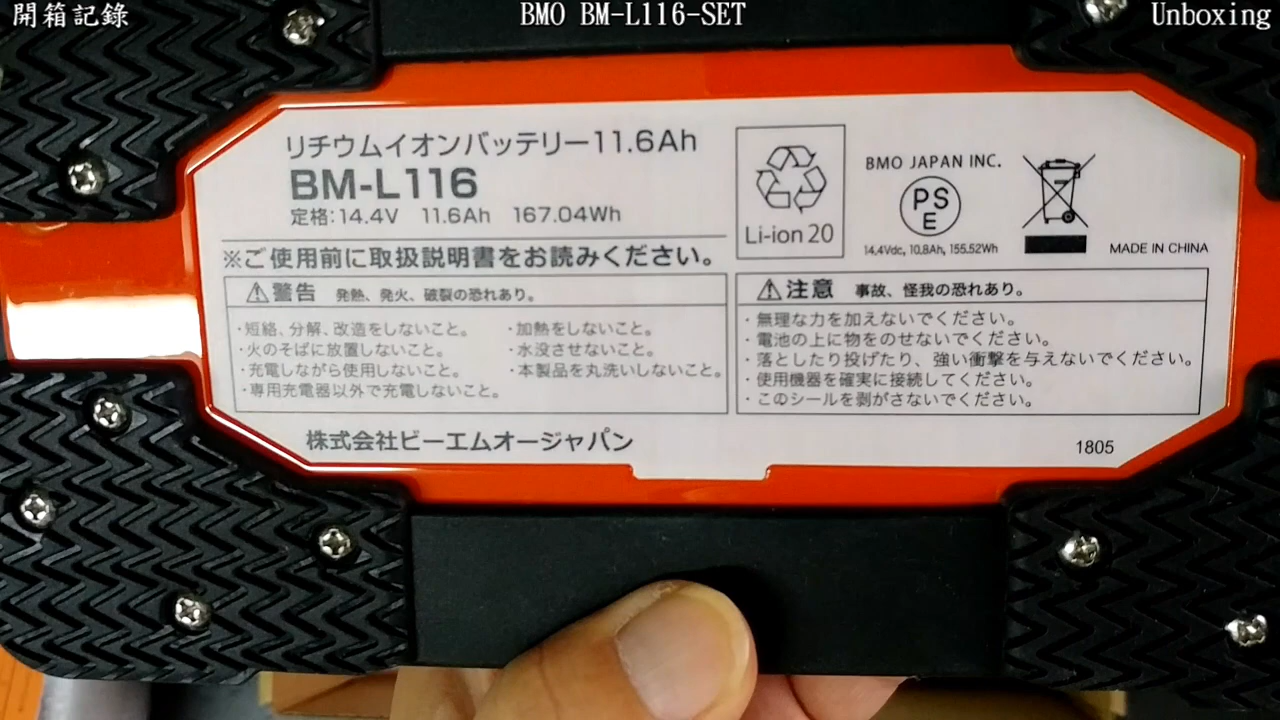 開箱記錄
BMO BM-L116-SET
Unboxing
リチウムイオンバッテリー11.6Ah
BM-L116
定格:14.4V 11.6Ah 167.04Wh
Li-ion 20
BMO JAPAN INC.
PS
E
14.4Vdc, 10.8Ah, 155.52Wh
MADE IN CHINA
※ご使用前に取扱説明書をお読みください。
⚠警告 発熱、発火、破裂の恐れあり。
・短絡、分解、改造をしないこと。
・火のそばに放置しないこと。
・充電しながら使用しないこと。
・専用充電器以外で充電しないこと。
・加熱をしないこと。
・水没させないこと。
・本製品を丸洗いしないこと。
⚠注意 事故、怪我の恐れあり。
・無理な力を加えないでください。
・電池の上に物をのせないでください。
・落としたり投げたり、強い衝撃を与えないでください。
・使用機器を確実に接続してください。
・このシールを剥がさないでください。
株式会社ビーエムオージャパン
1805